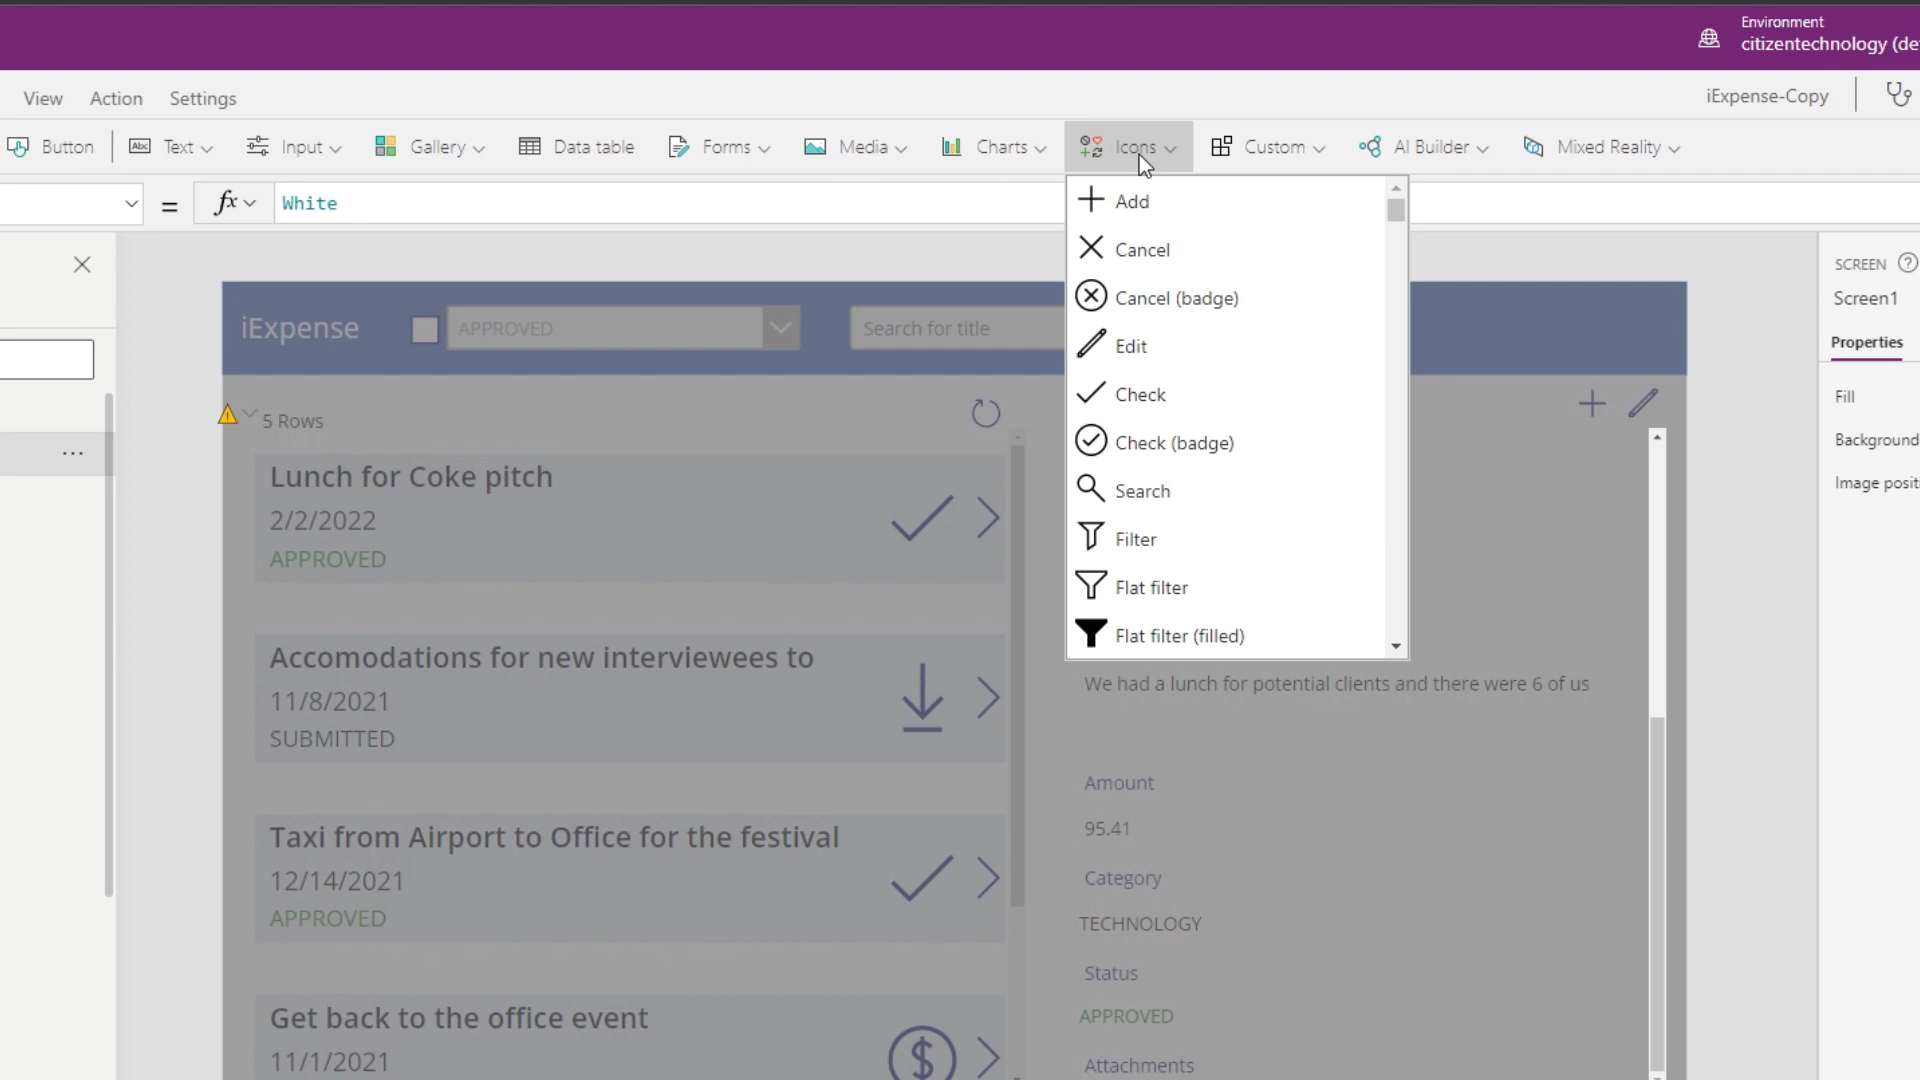 Environment
citizentechnology (de
View Action Settings
iExpense-Copy
Button Abc Text Input Gallery Data table Forms Media Charts Icons Custom AI Builder Mixed Reality
= fx White
Add
Cancel
Cancel (badge)
Edit
Check
Check (badge)
Search
Filter
Flat filter
Flat filter (filled)
SCREEN ?
Screen1
Properties
Fill
Background
Image positi
iExpense APPROVED Search for title
5 Rows
Lunch for Coke pitch
2/2/2022
APPROVED
Accomodations for new interviewees to
11/8/2021
SUBMITTED
Taxi from Airport to Office for the festival
12/14/2021
APPROVED
Get back to the office event
11/1/2021
$
We had a lunch for potential clients and there were 6 of us
Amount
95.41
Category
TECHNOLOGY
Status
APPROVED
Attachments